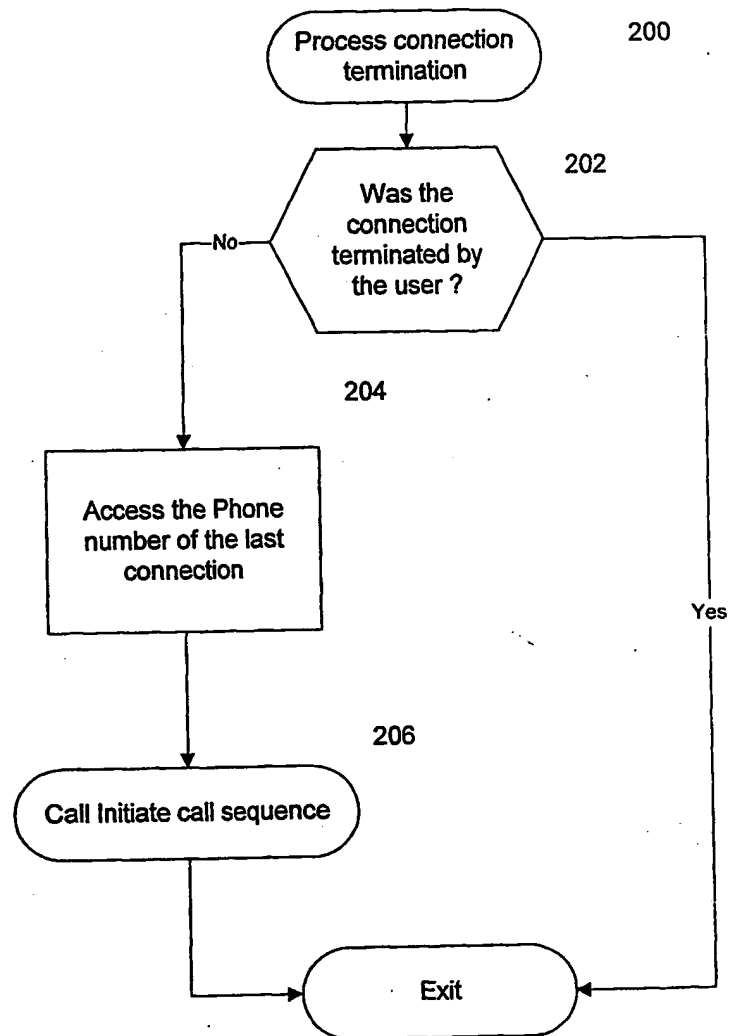 Process connection
termination
200
202
Was the
connection
terminated by
the user ?
No
204
Access the Phone
number of the last
connection
Yes
206
Call Initiate call sequence
Exit